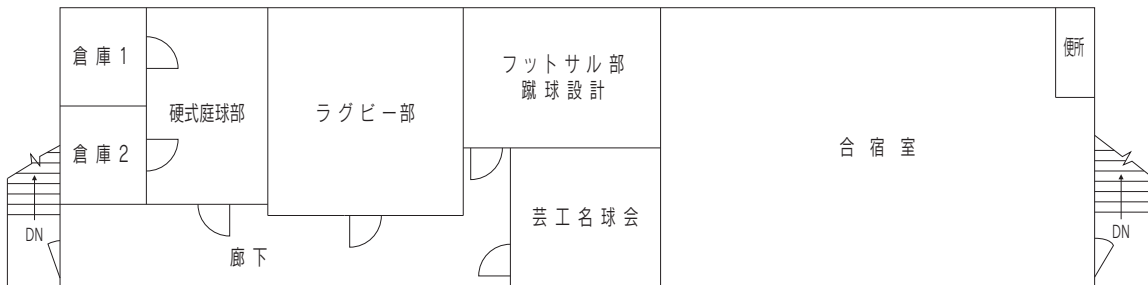 倉庫1
硬式庭球部
ラグビー部
フットサル部
蹴球設計
便所
倉庫2
合宿室
芸工名球会
DN
廊下
DN